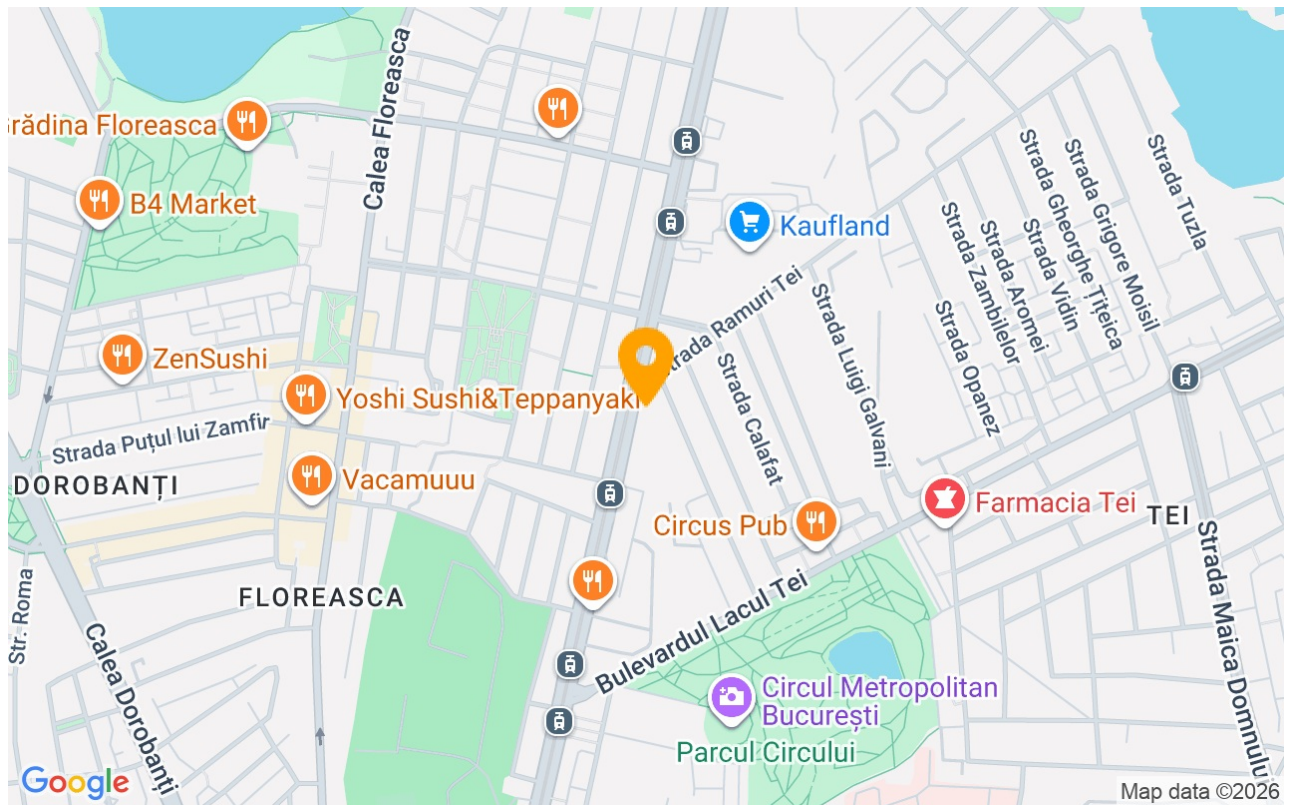 Calea Floreasca
Grădina Floreasca
B4 Market
Kaufland
Strada Tuzla
Strada Grigore Moisil
Strada Gheorghe Țițeica
Strada Vidin
Strada Aromei
Strada Zambilelor
Strada Opanez
Strada Luigi Galvani
Strada Ramuri Tei
Strada Calafat
ZenSushi
Yoshi Sushi&Teppanyaki
Strada Puțul lui Zamfir
DOROBANȚI
Vacamuuu
Circus Pub
Farmacia Tei
TEI
FLOREASCA
Str. Roma
Calea Dorobanți
Bulevardul Lacul Tei
Strada Maica Domnului
Circul Metropolitan
București
Parcul Circului
Google
Map data ©2026